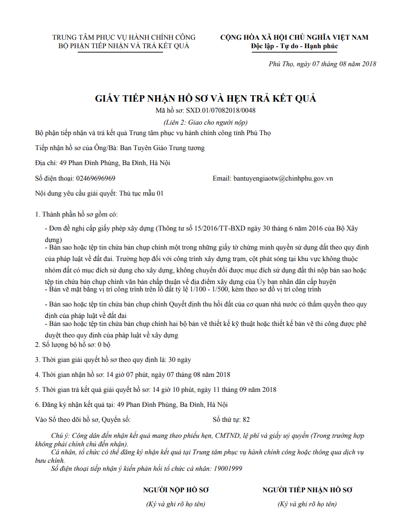 TRUNG TÂM PHỤC VỤ HÀNH CHÍNH CÔNG
BỘ PHẬN TIẾP NHẬN VÀ TRẢ KẾT QUẢ
CỘNG HÒA XÃ HỘI CHỦ NGHĨA VIỆT NAM
Độc lập - Tự do - Hạnh phúc
Phú Thọ, ngày 07 tháng 08 năm 2018
GIẤY TIẾP NHẬN HỒ SƠ VÀ HẸN TRẢ KẾT QUẢ
Mã hồ sơ: SXD.01/07082018/0048
(Liên 2: Giao cho người nộp)
Bộ phận tiếp nhận và trả kết quả Trung tâm phục vụ hành chính công tỉnh Phú Thọ
Tiếp nhận hồ sơ của Ông/Bà: Ban Tuyên Giáo Trung ương
Địa chỉ: 49 Phan Đình Phùng, Ba Đình, Hà Nội
Số điện thoại: 02469696969 Email: bantuyengiaotw@chinhphu.gov.vn
Nội dung yêu cầu giải quyết: Thủ tục mẫu 01
1. Thành phần hồ sơ gồm có:
- Đơn đề nghị cấp giấy phép xây dựng (Thông tư số 15/2016/TT-BXD ngày 30 tháng 6 năm 2016 của Bộ Xây
dựng)
- Bản sao hoặc tệp tin chứa bản chụp chính một trong những giấy tờ chứng minh quyền sử dụng đất theo quy định
của pháp luật về đất đai. Trường hợp đối với công trình xây dựng trạm, cột phát sóng tại khu vực không thuộc
nhóm đất có mục đích sử dụng cho xây dựng, không chuyển đổi được mục đích sử dụng đất thì nộp bản sao hoặc
tệp tin chứa bản chụp chính văn bản chấp thuận về địa điểm xây dựng của Ủy ban nhân dân cấp huyện
- Bản vẽ mặt bằng vị trí công trình trên lô đất tỷ lệ 1/100 - 1/500, kèm theo sơ đồ vị trí công trình
- Bản sao hoặc tệp tin chứa bản chụp chính Quyết định thu hồi đất của cơ quan nhà nước có thẩm quyền theo quy
định của pháp luật về đất đai
- Bản sao hoặc tệp tin chứa bản chụp chính hai bộ bản vẽ thiết kế kỹ thuật hoặc thiết kế bản vẽ thi công được phê
duyệt theo quy định của pháp luật về xây dựng
2. Số lượng bộ hồ sơ: 0 bộ
3. Thời gian giải quyết hồ sơ theo quy định là: 30 ngày
4. Thời gian nhận hồ sơ: 14 giờ 07 phút, ngày 07 tháng 08 năm 2018
5. Thời gian trả kết quả giải quyết hồ sơ: 14 giờ 10 phút, ngày 11 tháng 09 năm 2018
6. Đăng ký nhận kết quả tại: 49 Phan Đình Phùng, Ba Đình, Hà Nội
Vào Sổ theo dõi hồ sơ, Quyển số: Số thứ tự: 82
Chú ý: Công dân đến nhận kết quả mang theo phiếu hẹn, CMTND, lệ phí và giấy uỷ quyền (Trong trường hợp
không phải chính chủ đến nhận).
Cá nhân, tổ chức có thể đăng ký nhận kết quả tại Trung tâm phục vụ hành chính công hoặc thông qua dịch vụ
bưu chính.
Số điện thoại tiếp nhận ý kiến phản hồi tổ chức cá nhân: 19001999
NGƯỜI NỘP HỒ SƠ
(Ký và ghi rõ họ tên)
NGƯỜI TIẾP NHẬN HỒ SƠ
(Ký và ghi rõ họ tên)